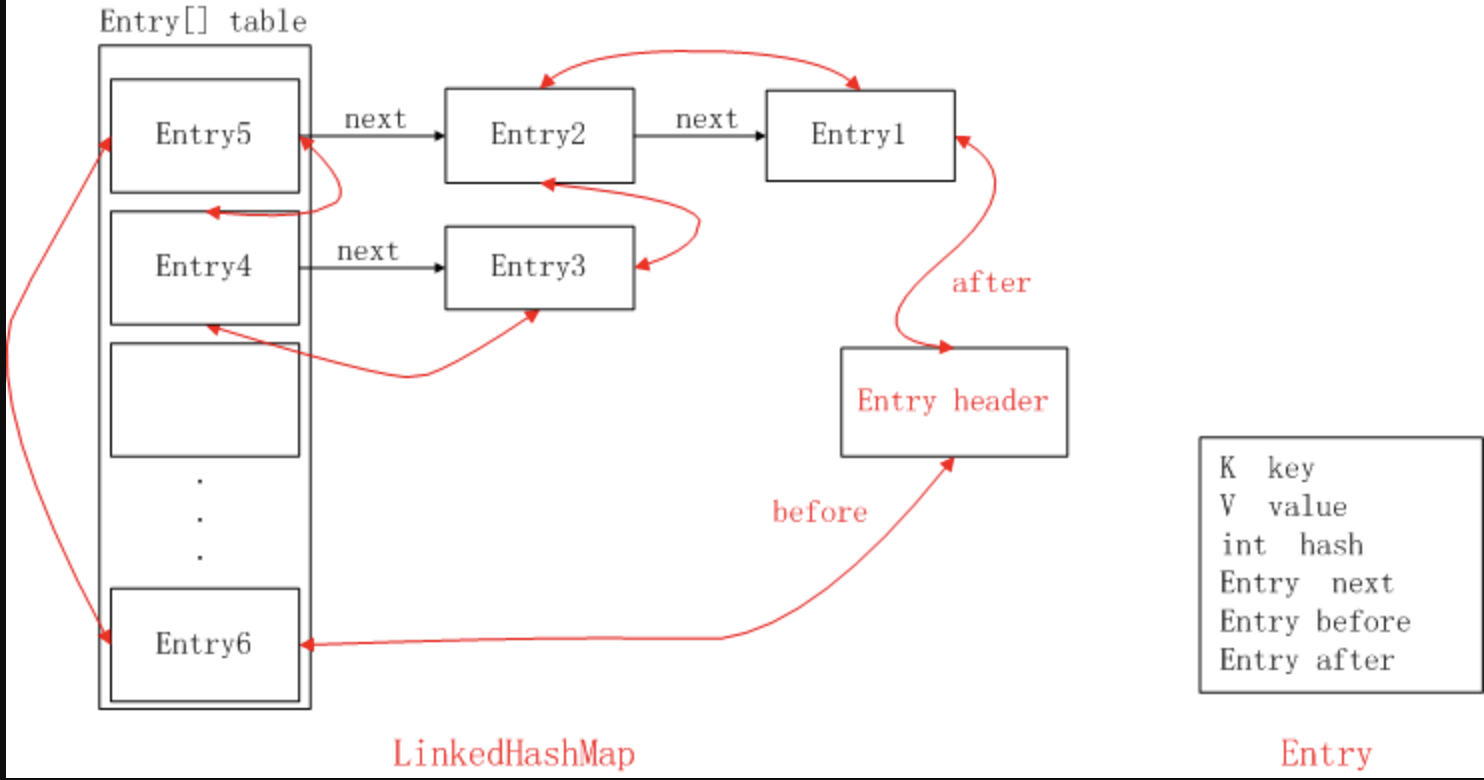 Entry[] table
Entry5
next
Entry2
next
Entry1
Entry4
next
Entry3
after
Entry header
before
Entry6
K key
V value
int hash
Entry next
Entry before
Entry after
LinkedHashMap
Entry